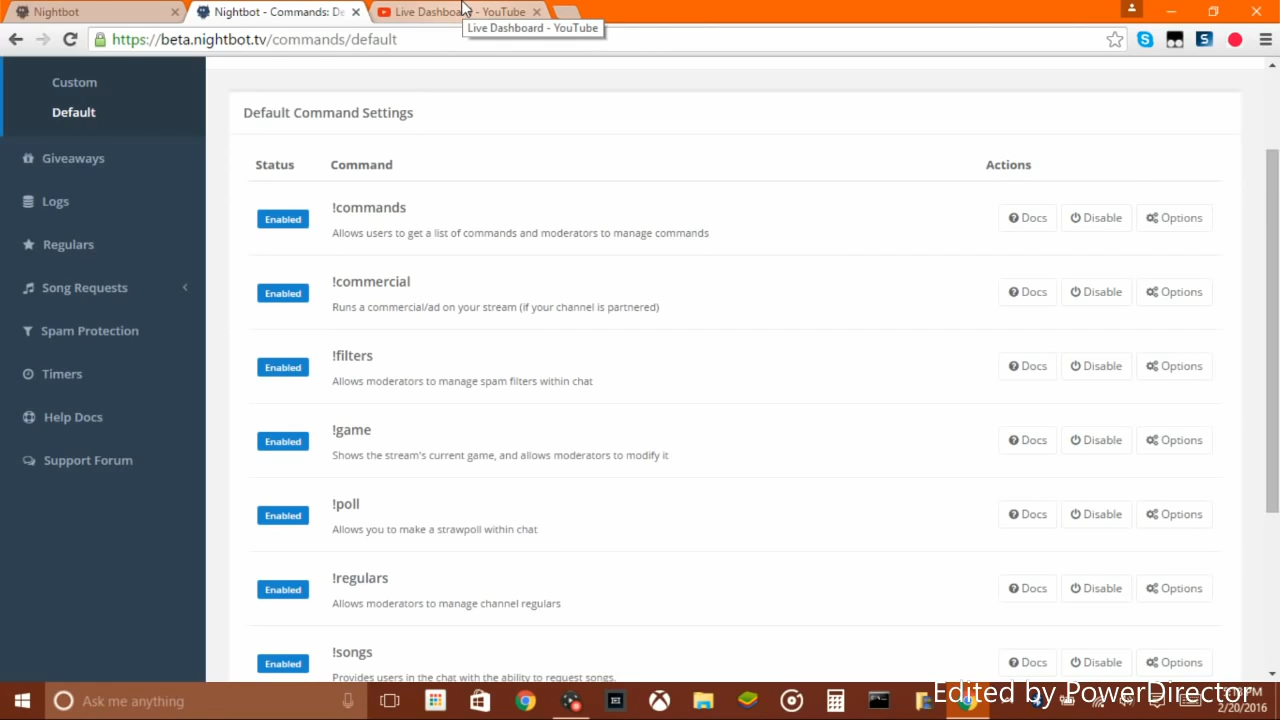 Nightbot
Nightbot - Commands: De
Live Dashboard - YouTube
Live Dashboard - YouTube
https://beta.nightbot.tv/commands/default
Custom
Default
Giveaways
Logs
Regulars
Song Requests
Spam Protection
Timers
Help Docs
Support Forum
Default Command Settings
Status Command Actions
Enabled !commands Docs Disable Options
Allows users to get a list of commands and moderators to manage commands
Enabled !commercial Docs Disable Options
Runs a commercial/ad on your stream (if your channel is partnered)
Enabled !filters Docs Disable Options
Allows moderators to manage spam filters within chat
Enabled !game Docs Disable Options
Shows the stream's current game, and allows moderators to modify it
Enabled !poll Docs Disable Options
Allows you to make a strawpoll within chat
Enabled !regulars Docs Disable Options
Allows moderators to manage channel regulars
Enabled !songs Docs Disable Options
Provides users in the chat with the ability to request songs.
Ask me anything
Edited by PowerDirector
2/20/2016